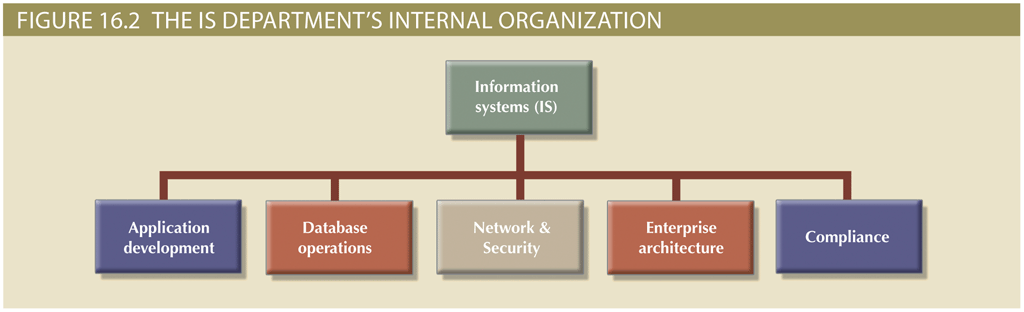 FIGURE 16.2 THE IS DEPARTMENT’S INTERNAL ORGANIZATION
Information
systems (IS)
Application
development
Database
operations
Network &
Security
Enterprise
architecture
Compliance